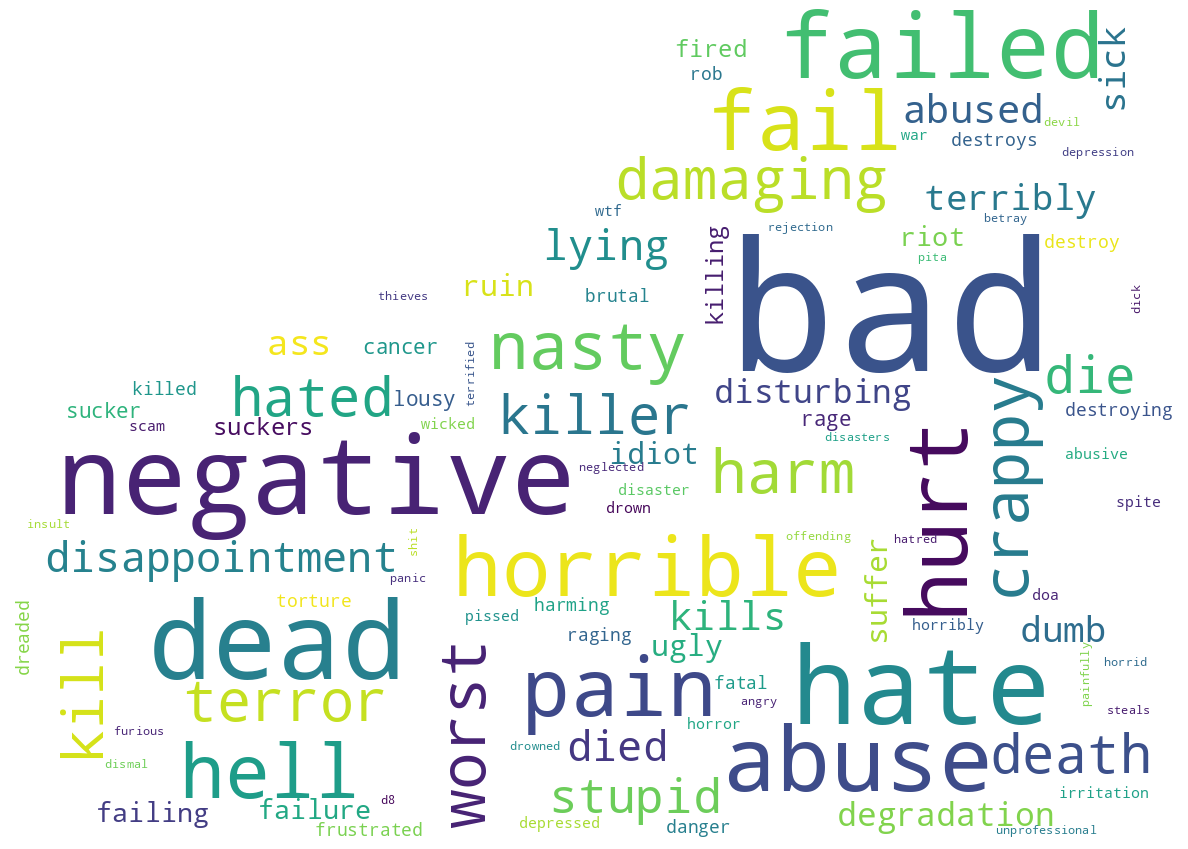 failed
sick
fired
rob
fail
abused
devil
war
destroys
depression
damaging
terribly
wtf
betray
rejection
killing
lying
riot
destroy
pita
bad
ruin
brutal
thieves
dick
ass
cancer
terrified
nasty
killed
hated
lousy
disturbing
die
sucker
scam
suckers
wicked
killer
rage
crappy
destroying
disasters
hurt
negative
neglected
idiot
harm
abusive
disaster
drown
spite
insult
shit
offending
hatred
disappointment
panic
horrible
suffer
doa
torture
dreaded
dead
pissed
harming
kills
raging
ugly
horribly
dumb
kill
terror
worst
pain
fatal
angry
hate
painfully
horrid
steals
furious
horror
dismal
hell
drowned
died
abuse
death
d8
stupid
irritation
failing
failure
frustrated
depressed
danger
degradation
unprofessional